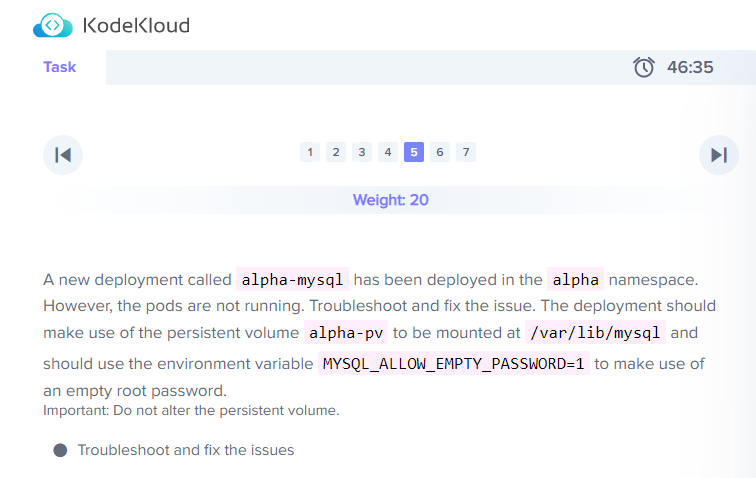 KodeKloud
Task
46:35
1 2 3 4 5 6 7
Weight: 20
A new deployment called alpha-mysql has been deployed in the alpha namespace.
However, the pods are not running. Troubleshoot and fix the issue. The deployment should
make use of the persistent volume alpha-pv to be mounted at /var/lib/mysql and
should use the environment variable MYSQL_ALLOW_EMPTY_PASSWORD=1 to make use of
an empty root password.
Important: Do not alter the persistent volume.
Troubleshoot and fix the issues